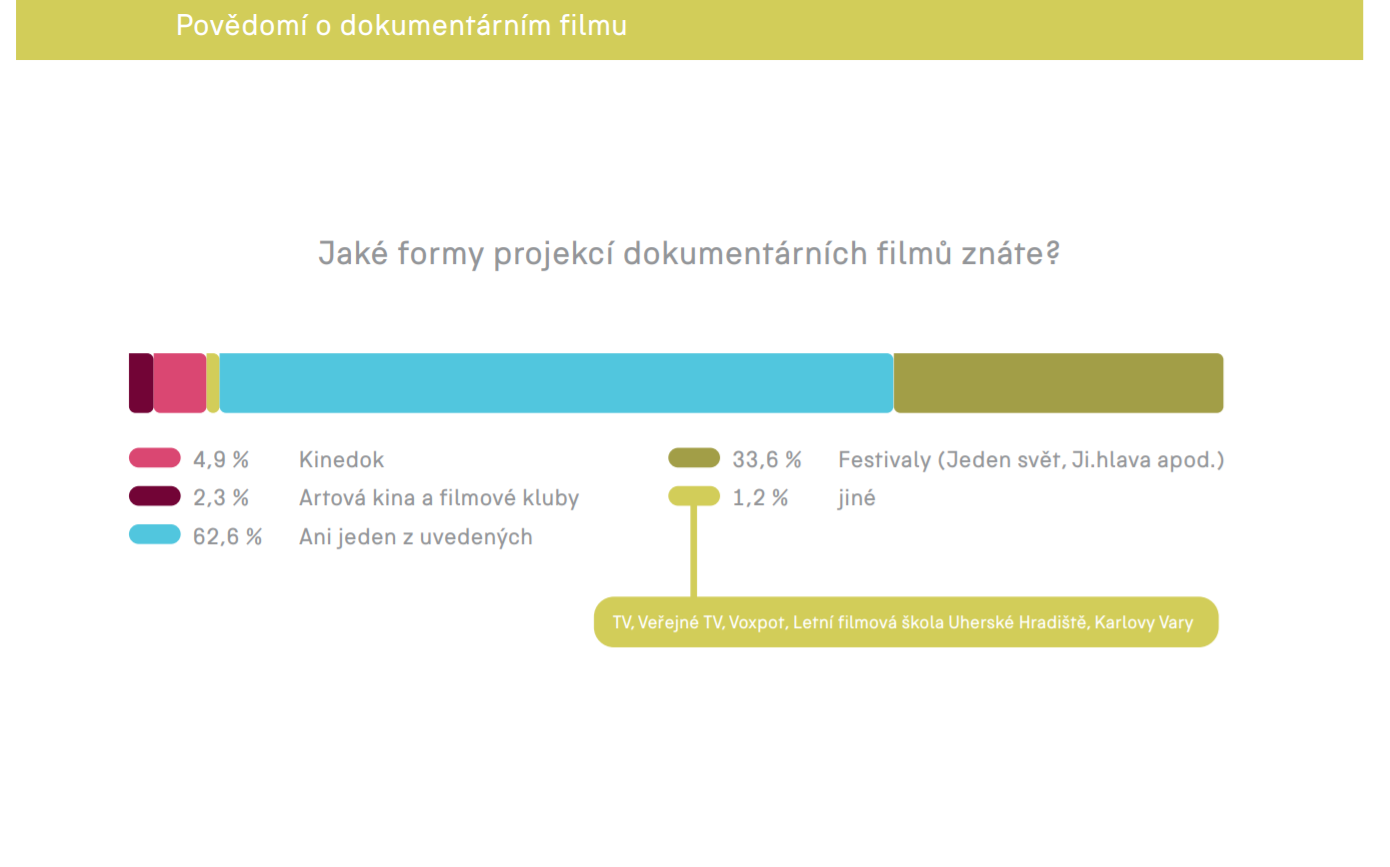 Povědomí o dokumentárním filmu
Jaké formy projekcí dokumentárních filmů znáte?
4,9 % Kinedok
2,3 % Artová kina a filmové kluby
62,6 % Ani jeden z uvedených
33,6 % Festivaly (Jeden svět, Ji.hlava apod.)
1,2 % jiné
TV, Veřejné TV, Voxpot, Letní filmová škola Uherské Hradiště, Karlovy Vary